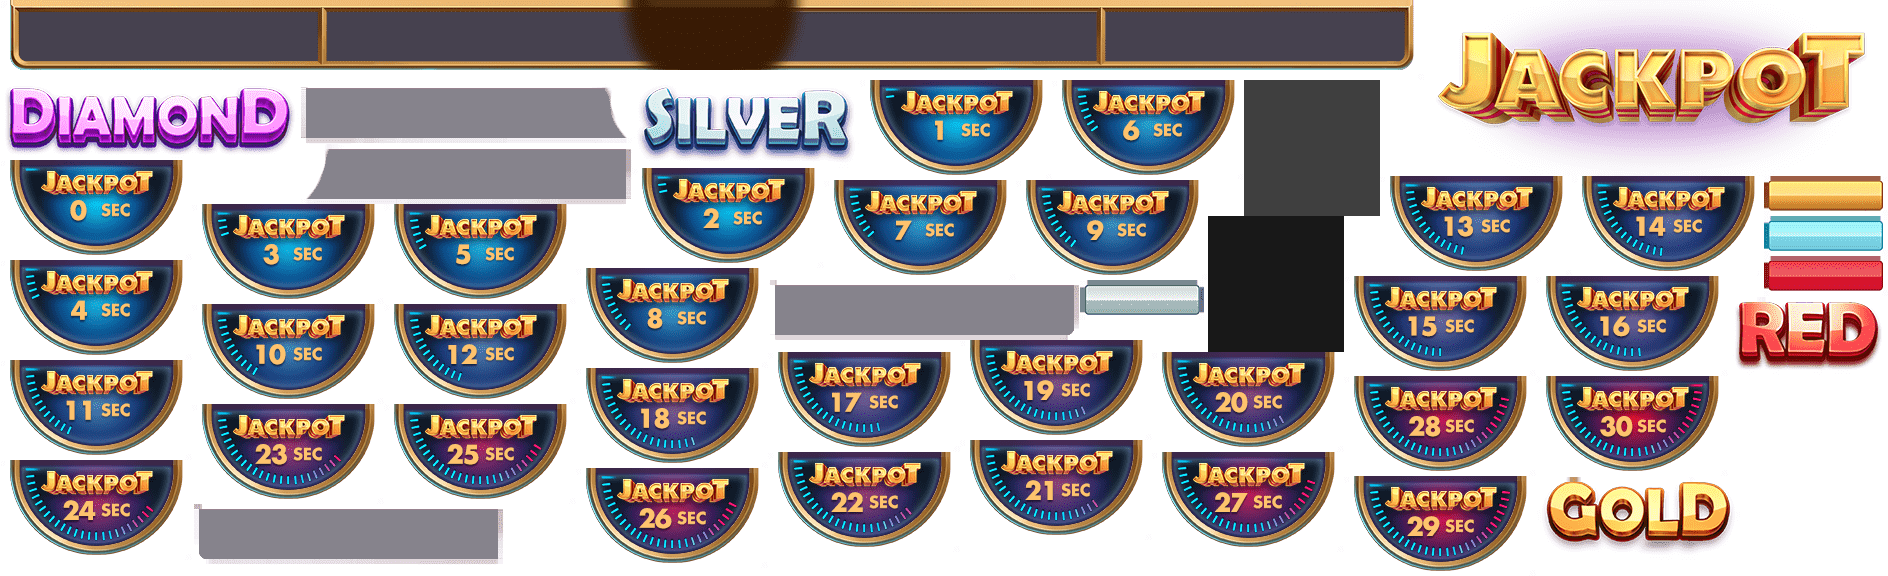 JACKPOT
DIAMOND
SILVER
JACKPOT
1 SEC
JACKPOT
6 SEC
JACKPOT
0 SEC
JACKPOT
2 SEC
JACKPOT
7 SEC
JACKPOT
9 SEC
JACKPOT
13 SEC
JACKPOT
14 SEC
JACKPOT
3 SEC
JACKPOT
5 SEC
JACKPOT
4 SEC
JACKPOT
8 SEC
JACKPOT
15 SEC
JACKPOT
16 SEC
RED
JACKPOT
10 SEC
JACKPOT
12 SEC
JACKPOT
11 SEC
JACKPOT
18 SEC
JACKPOT
17 SEC
JACKPOT
19 SEC
JACKPOT
20 SEC
JACKPOT
28 SEC
JACKPOT
30 SEC
JACKPOT
23 SEC
JACKPOT
25 SEC
JACKPOT
24 SEC
JACKPOT
26 SEC
JACKPOT
22 SEC
JACKPOT
21 SEC
JACKPOT
27 SEC
JACKPOT
29 SEC
GOLD